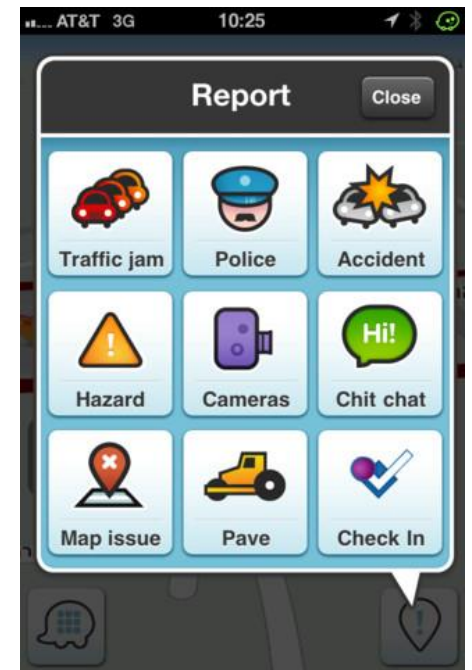 AT&T 3G 10:25
Report Close
Traffic jam Police Accident
Hi!
Hazard Cameras Chit chat
Map issue Pave Check In